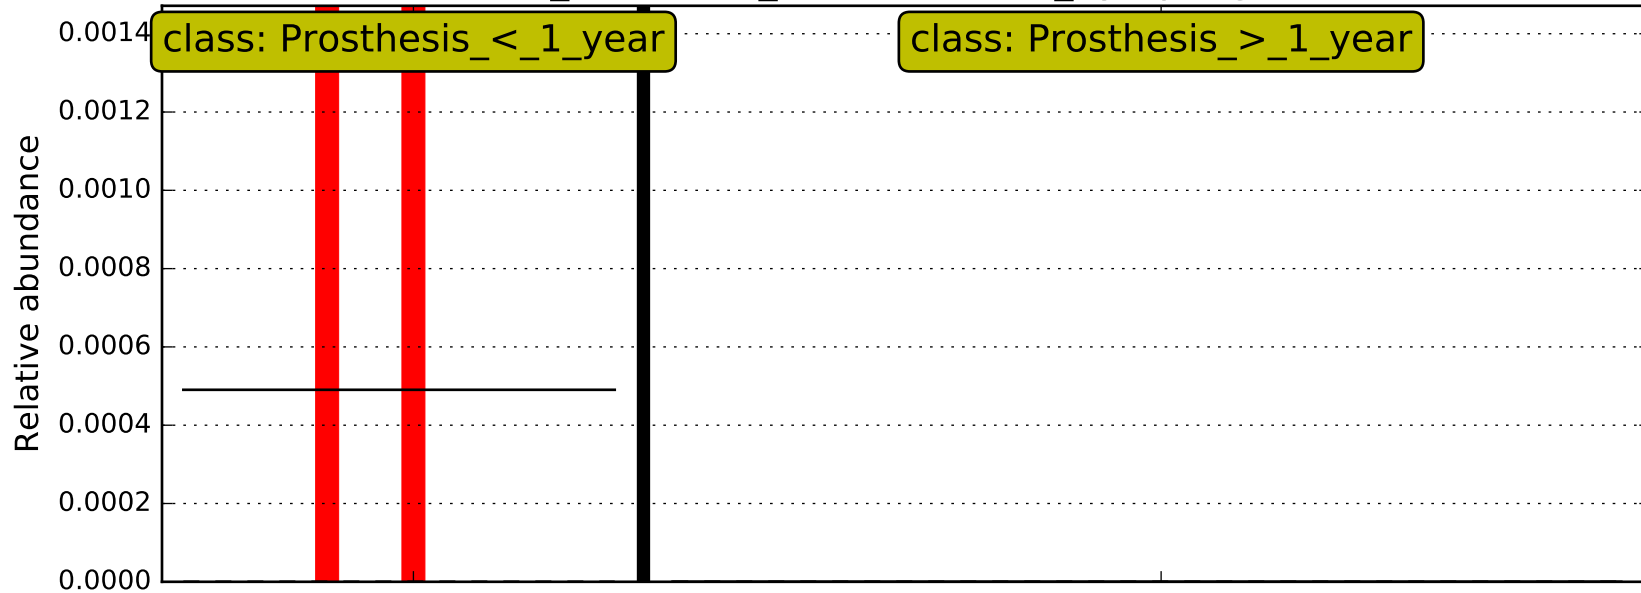 class: Prosthesis_<_1_year
class: Prosthesis_>_1_year
0.0014
0.0012
0.0010
0.0008
0.0006
0.0004
0.0002
0.0000
Relative abundance